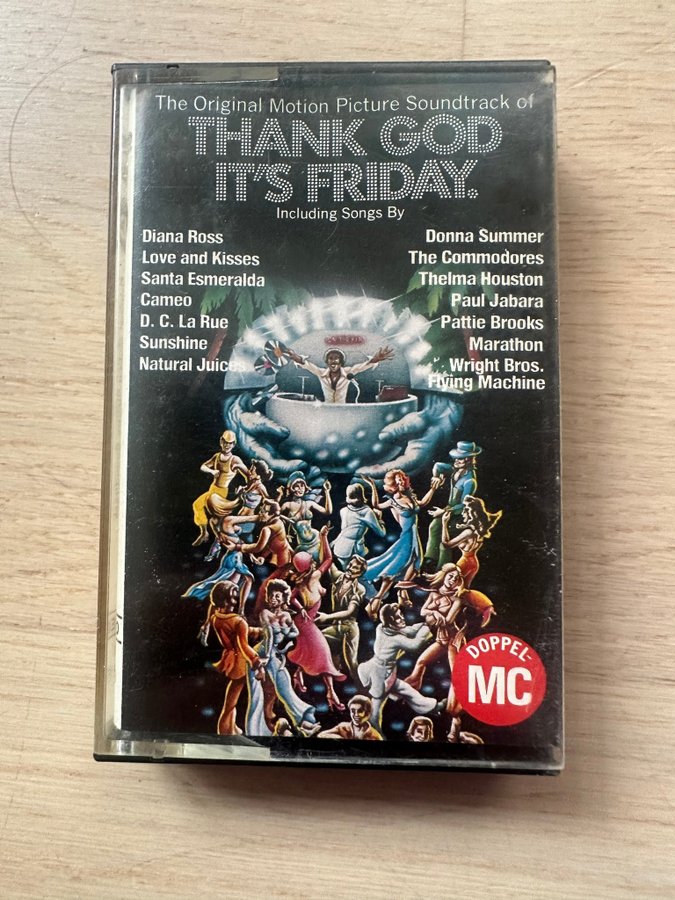 The Original Motion Picture Soundtrack of
THANK GOD
IT'S FRIDAY.
Including Songs By
Diana Ross
Love and Kisses
Santa Esmeralda
Cameo
D. C. La Rue
Sunshine
Natural Juices
Donna Summer
The Commodores
Thelma Houston
Paul Jabara
Pattie Brooks
Marathon
Wright Bros.
Flying Machine
DOPPEL-
MC